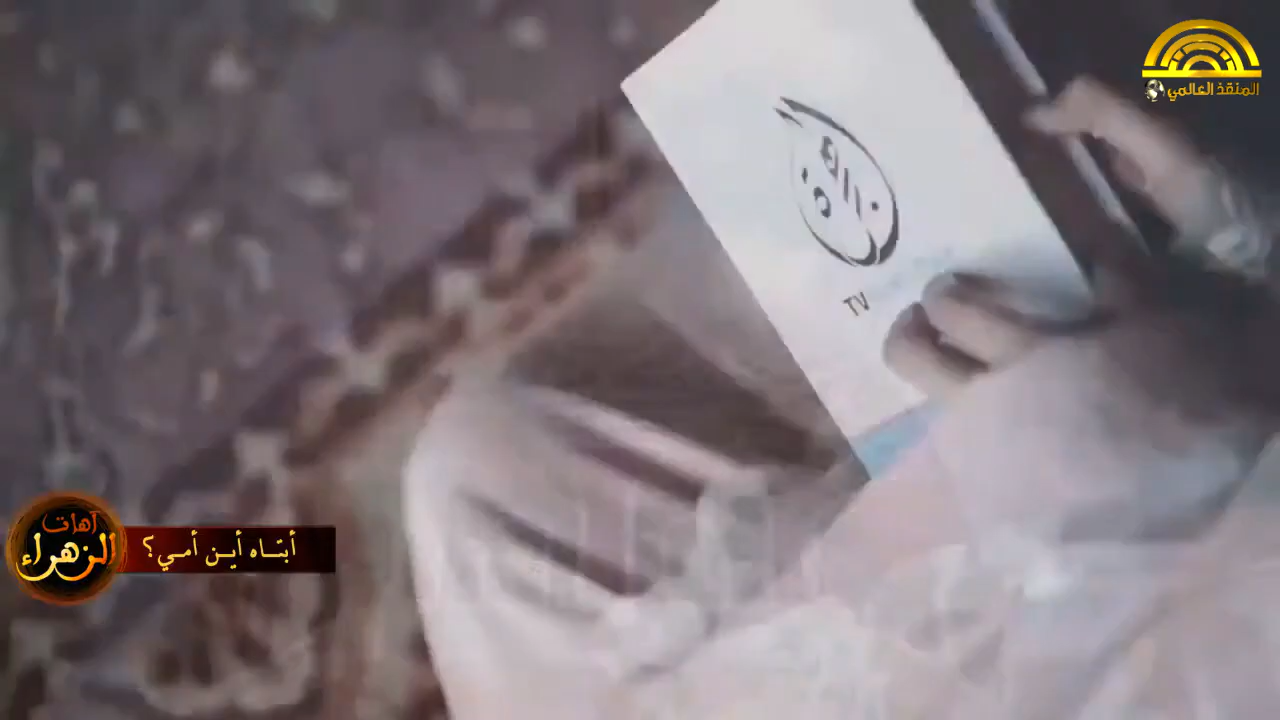 المنقذ العالمي
TV
آهات
الزهراء
أبتاه أين أمي؟